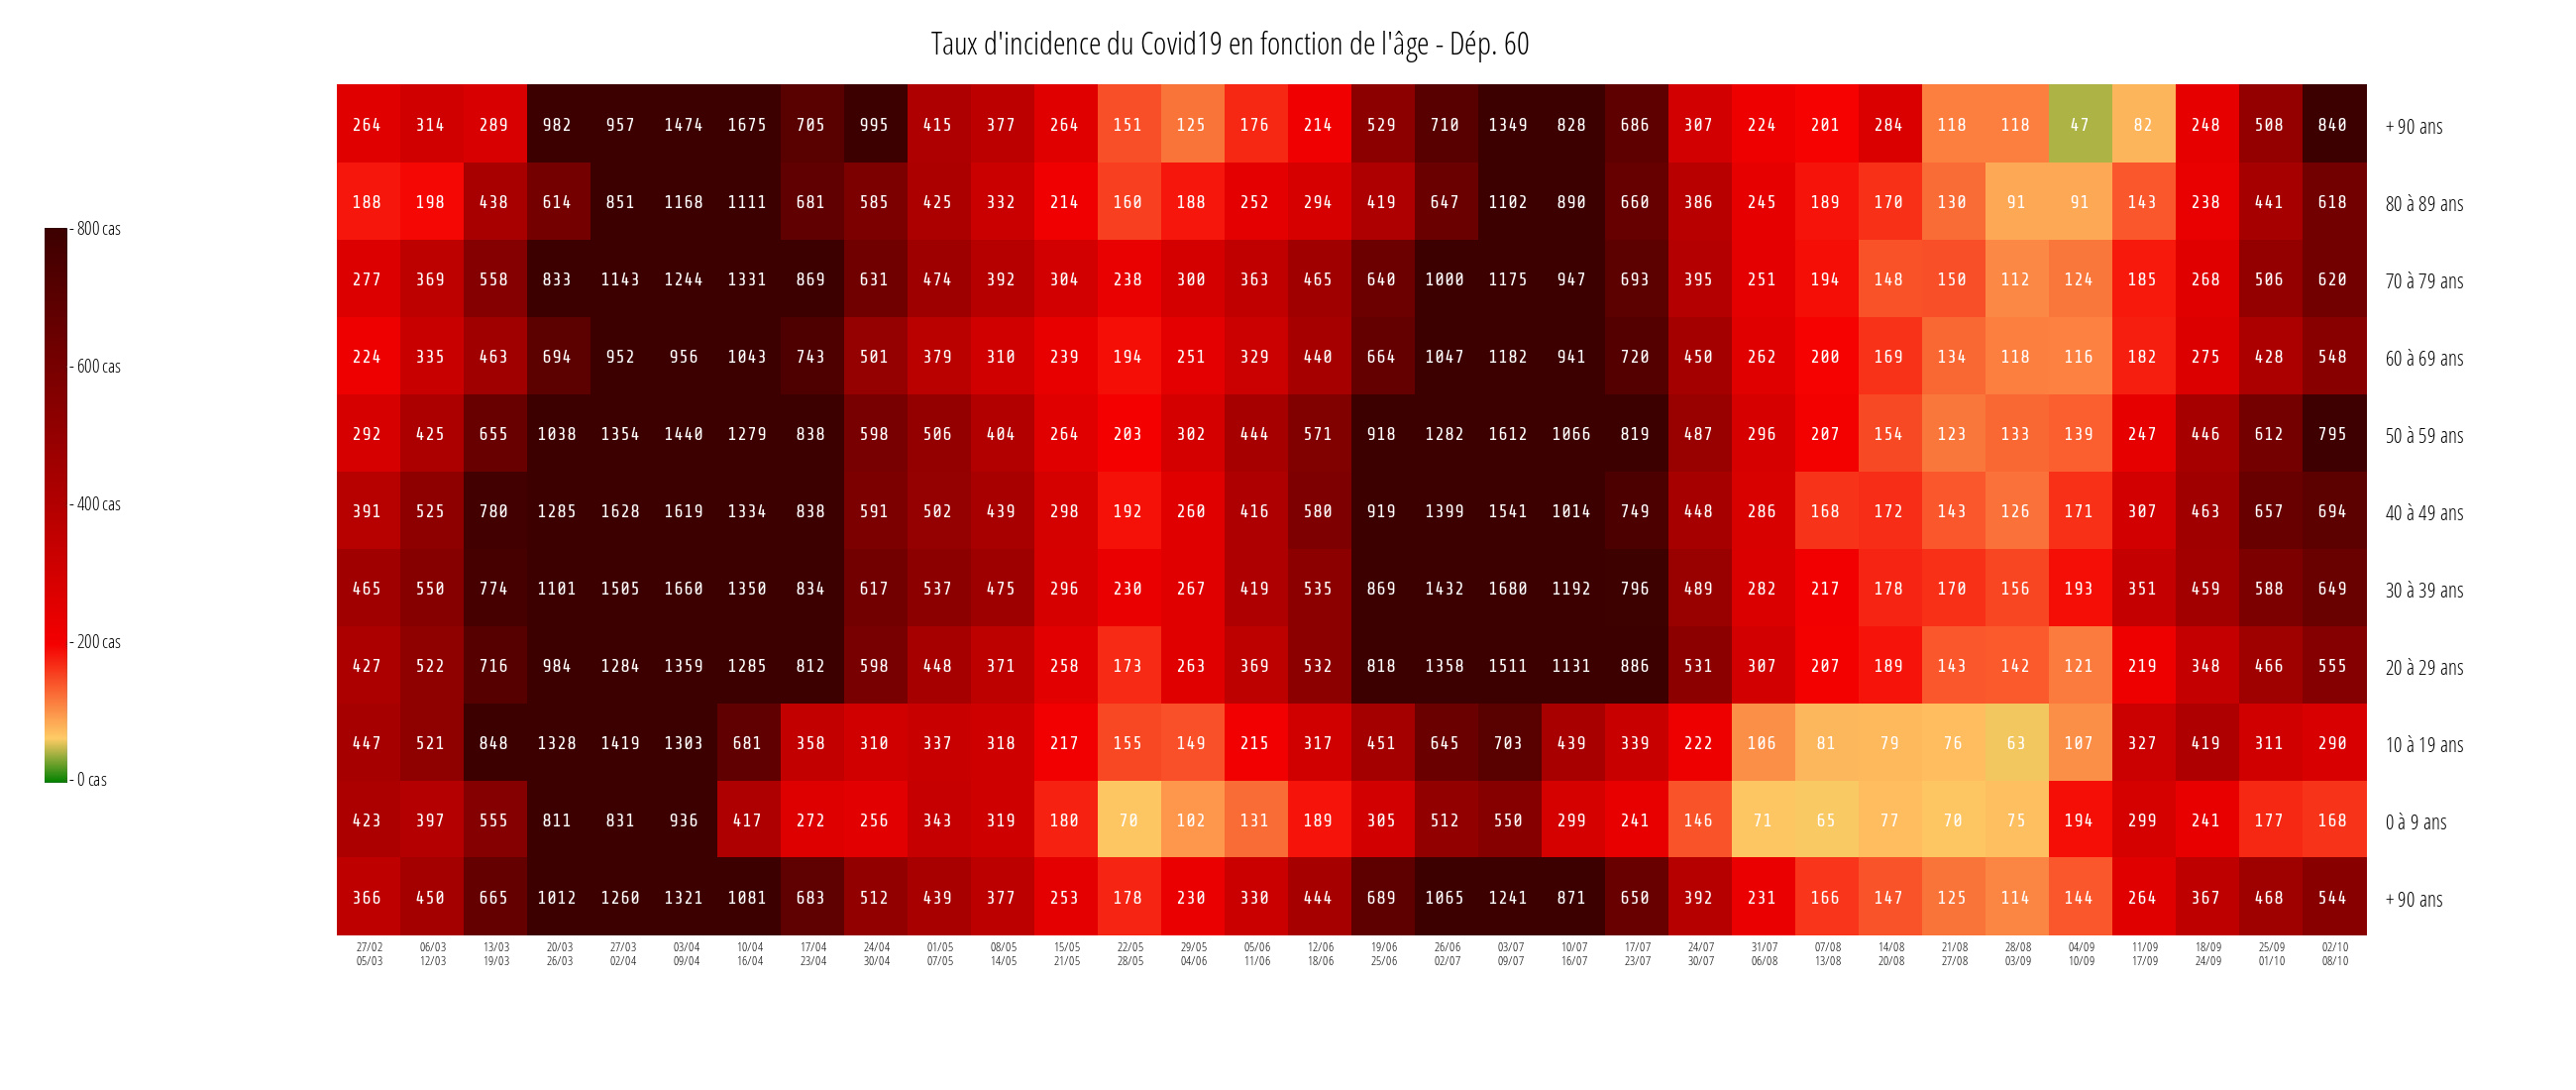 Taux d'incidence du Covid19 en fonction de l'âge - Dép. 60
264 314 289 982 957 1474 1675 705 995 415 377 264 151 125 176 214 529 710 1349 828 686 307 224 201 284 118 118 47 82 248 508 840 + 90 ans
188 198 438 614 851 1168 1111 681 585 425 332 214 160 188 252 294 419 647 1102 890 660 386 245 189 170 130 91 91 143 238 441 618 80 à 89 ans
- 800 cas
277 369 558 833 1143 1244 1331 869 631 474 392 304 238 300 363 465 640 1000 1175 947 693 395 251 194 148 150 112 124 185 268 506 620 70 à 79 ans
224 335 463 694 952 956 1043 743 501 379 310 239 194 251 329 440 664 1047 1182 941 720 450 262 200 169 134 118 116 182 275 428 548 60 à 69 ans
- 600 cas
292 425 655 1038 1354 1440 1279 838 598 506 404 264 203 302 444 571 918 1282 1612 1066 819 487 296 207 154 123 133 139 247 446 612 795 50 à 59 ans
- 400 cas
391 525 780 1285 1628 1619 1334 838 591 502 439 298 192 260 416 580 919 1399 1541 1014 749 448 286 168 172 143 126 171 307 463 657 694 40 à 49 ans
465 550 774 1101 1505 1660 1350 834 617 537 475 296 230 267 419 535 869 1432 1680 1192 796 489 282 217 178 170 156 193 351 459 588 649 30 à 39 ans
- 200 cas
427 522 716 984 1284 1359 1285 812 598 448 371 258 173 263 369 532 818 1358 1511 1131 886 531 307 207 189 143 142 121 219 348 466 555 20 à 29 ans
447 521 848 1328 1419 1303 681 358 310 337 318 217 155 149 215 317 451 645 703 439 339 222 106 81 79 76 63 107 327 419 311 290 10 à 19 ans
- 0 cas
423 397 555 811 831 936 417 272 256 343 319 180 70 102 131 189 305 512 550 299 241 146 71 65 77 70 75 194 299 241 177 168 0 à 9 ans
366 450 665 1012 1260 1321 1081 683 512 439 377 253 178 230 330 444 689 1065 1241 871 650 392 231 166 147 125 114 144 264 367 468 544 + 90 ans
27/02 06/03 13/03 20/03 27/03 03/04 10/04 17/04 24/04 01/05 08/05 15/05 22/05 29/05 05/06 12/06 19/06 26/06 03/07 10/07 17/07 24/07 31/07 07/08 14/08 21/08 28/08 04/09 11/09 18/09 25/09 02/10
05/03 12/03 19/03 26/03 02/04 09/04 16/04 23/04 30/04 07/05 14/05 21/05 28/05 04/06 11/06 18/06 25/06 02/07 09/07 16/07 23/07 30/07 06/08 13/08 20/08 27/08 03/09 10/09 17/09 24/09 01/10 08/10